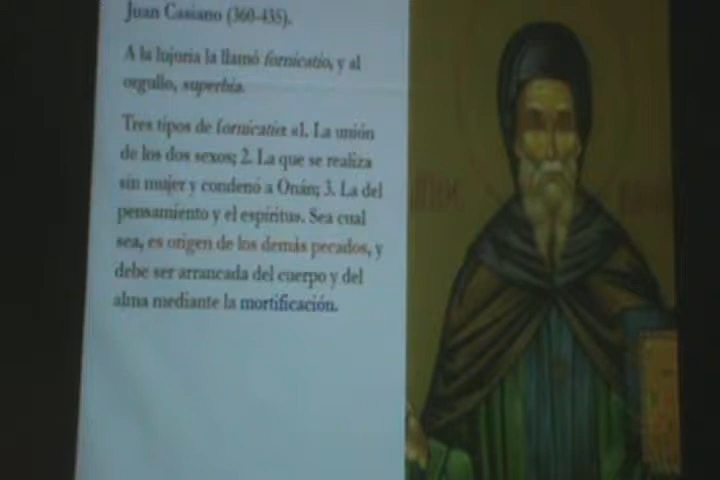 Juan Casiano (360-435).
A la lujuria la llamó fornicatio, y al
orgullo, superbia.
Tres tipos de fornicatio: «1. La unión
de los dos sexos; 2. La que se realiza
sin mujer y condenó a Onán; 3. La del
pensamiento y el espíritu». Sea cual
sea, es origen de los demás pecados, y
debe ser arrancada del cuerpo y del
alma mediante la mortificación.